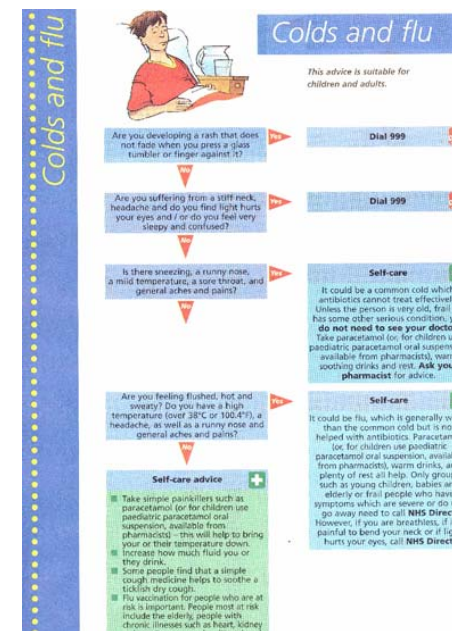 Colds and flu
Colds and flu
This advice is suitable for
children and adults.
Are you developing a rash that does
not fade when you press a glass
tumbler or finger against it?
Yes
Dial 999
No
Are you suffering from a stiff neck,
headache and do you find light hurts
your eyes and / or do you feel very
sleepy and confused?
Yes
Dial 999
No
Is there sneezing, a runny nose,
a mild temperature, a sore throat, and
general aches and pains?
Yes
Self-care
It could be a common cold which
antibiotics cannot treat effectivel
Unless the person is very old, frail
has some other serious condition, y
do not need to see your docto
Take paracetamol (or, for children u
paediatric paracetamol oral suspens
available from pharmacists), warm
soothing drinks and rest. Ask you
pharmacist for advice.
No
Are you feeling flushed, hot and
sweaty? Do you have a high
temperature (over 38°C or 100.4°F), a
headache, as well as a runny nose and
general aches and pains?
Yes
Self-care
It could be flu, which is generally w
than the common cold but is no
helped with antibiotics. Paracetam
(or, for children use paediatric
paracetamol oral suspension, availa
from pharmacists), warm drinks, a
plenty of rest all help. Only group
such as young children, babies a
elderly or frail people who have
symptoms which are severe or do
go away need to call NHS Direc
However, if you are breathless, if i
painful to bend your neck or if lig
hurts your eyes, call NHS Direct
No
Self-care advice
Take simple painkillers such as
paracetamol (or for children use
paediatric paracetamol oral
suspension, available from
pharmacists) – this will help to bring
your or their temperature down.
Increase how much fluid you or
they drink.
Some people find that a simple
cough medicine helps to soothe a
ticklish dry cough.
Flu vaccination for people who are at
risk is important. People most at risk
include the elderly, people with
chronic illnesses such as heart, kidney